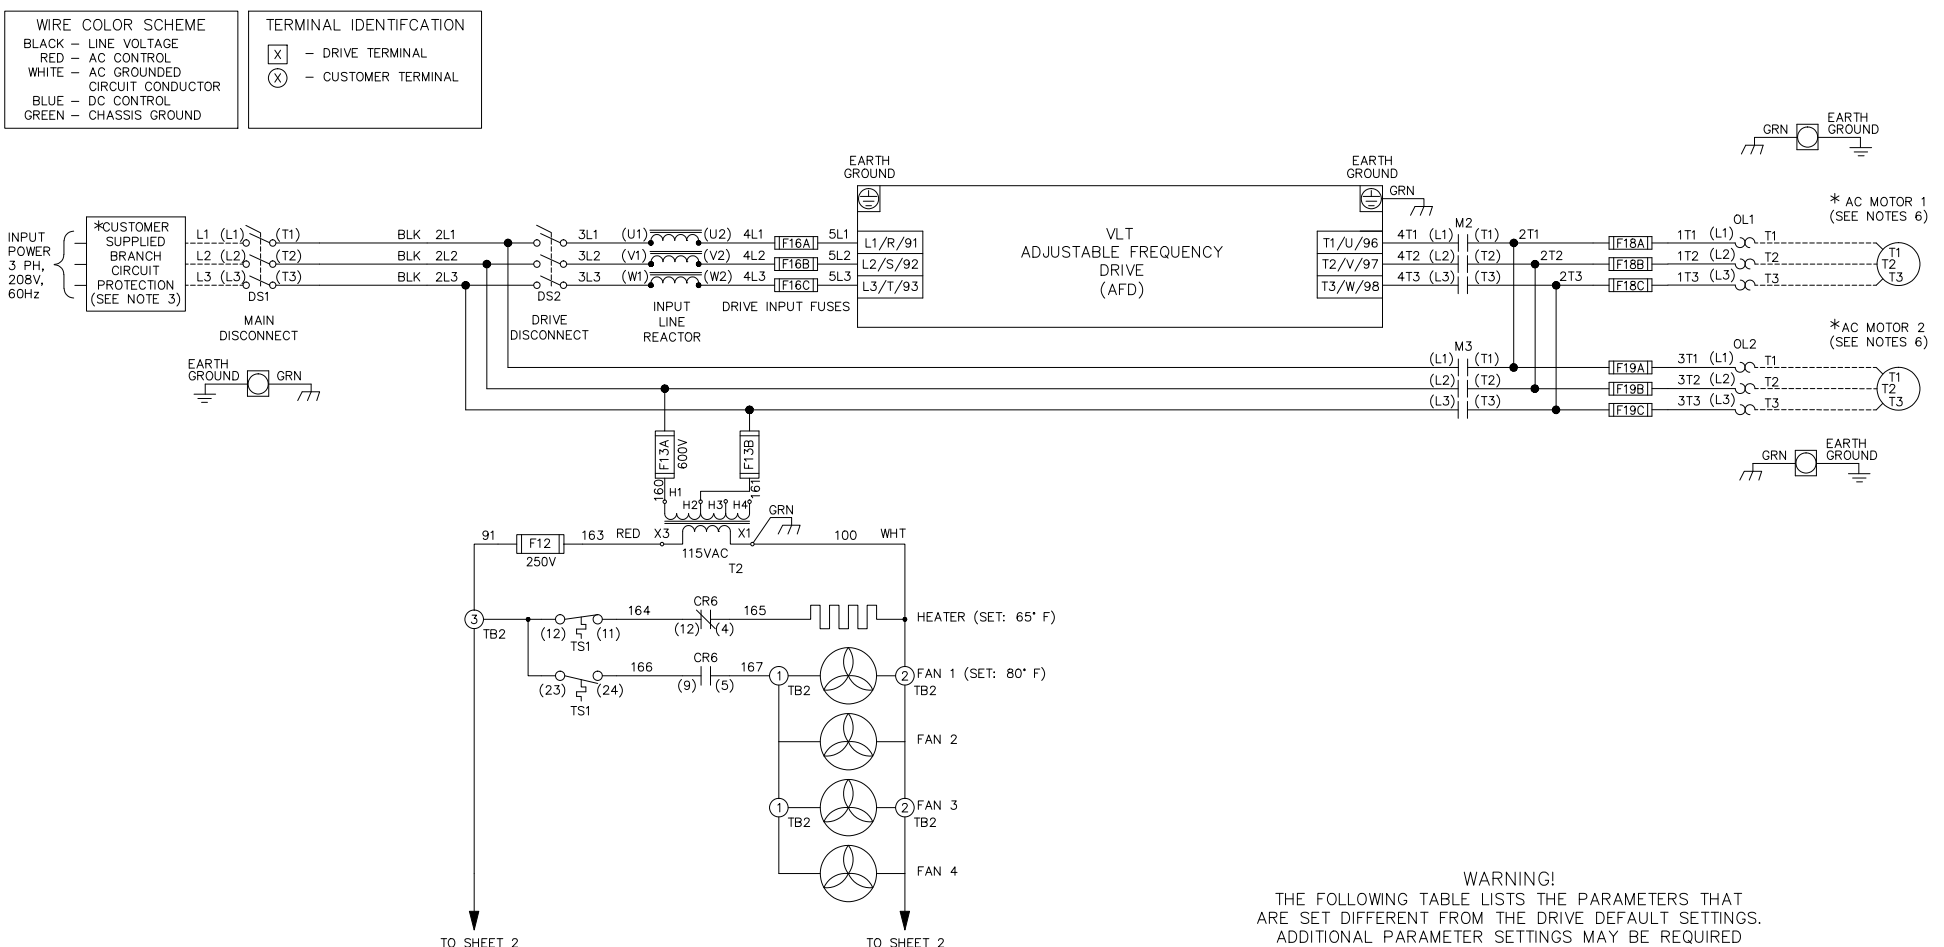 WIRE COLOR SCHEME
BLACK – LINE VOLTAGE
RED – AC CONTROL
WHITE – AC GROUNDED
CIRCUIT CONDUCTOR
BLUE – DC CONTROL
GREEN – CHASSIS GROUND
TERMINAL IDENTIFCATION
X – DRIVE TERMINAL
X – CUSTOMER TERMINAL
INPUT
POWER
3 PH,
208V,
60Hz
*CUSTOMER
SUPPLIED
BRANCH
CIRCUIT
PROTECTION
(SEE NOTE 3)
L1 (L1) (T1) BLK 2L1 3L1 (U1) (U2) 4L1 F16A 5L1 L1/R/91
L2 (L2) (T2) BLK 2L2 3L2 (V1) (V2) 4L2 F16B 5L2 L2/S/92
L3 (L3) (T3) BLK 2L3 3L3 (W1) (W2) 4L3 F16C 5L3 L3/T/93
DS1
MAIN
DISCONNECT
DS2
DRIVE
DISCONNECT
INPUT
LINE
REACTOR
DRIVE INPUT FUSES
EARTH
GROUND
GRN
EARTH
GROUND
VLT
ADJUSTABLE FREQUENCY
DRIVE
(AFD)
EARTH
GROUND
GRN
M2
T1/U/96 4T1 (L1) (T1) 2T1 F18A 1T1 (L1) T1
T2/V/97 4T2 (L2) (T2) 2T2 F18B 1T2 (L2) T2
T3/W/98 4T3 (L3) (T3) 2T3 F18C 1T3 (L3) T3
OL1
GRN
EARTH
GROUND
* AC MOTOR 1
(SEE NOTES 6)
T1
T2
T3
M3
(L1) (T1) F19A 3T1 (L1) T1
(L2) (T2) F19B 3T2 (L2) T2
(L3) (T3) F19C 3T3 (L3) T3
OL2
*AC MOTOR 2
(SEE NOTES 6)
T1
T2
T3
GRN
EARTH
GROUND
F13A
600V
F13B
160
161
H1
H2 H3 H4
GRN
91 F12 163 RED X3 X1 100 WHT
250V
115VAC
T2
3
TB2
(12) (11)
TS1
164
CR6
(12) (4)
165
HEATER (SET: 65° F)
(23) (24)
TS1
166
CR6
(9) (5)
167
1
TB2
2
TB2
FAN 1 (SET: 80° F)
FAN 2
1
TB2
2
TB2
FAN 3
FAN 4
TO SHEET 2
TO SHEET 2
WARNING!
THE FOLLOWING TABLE LISTS THE PARAMETERS THAT
ARE SET DIFFERENT FROM THE DRIVE DEFAULT SETTINGS.
ADDITIONAL PARAMETER SETTINGS MAY BE REQUIRED